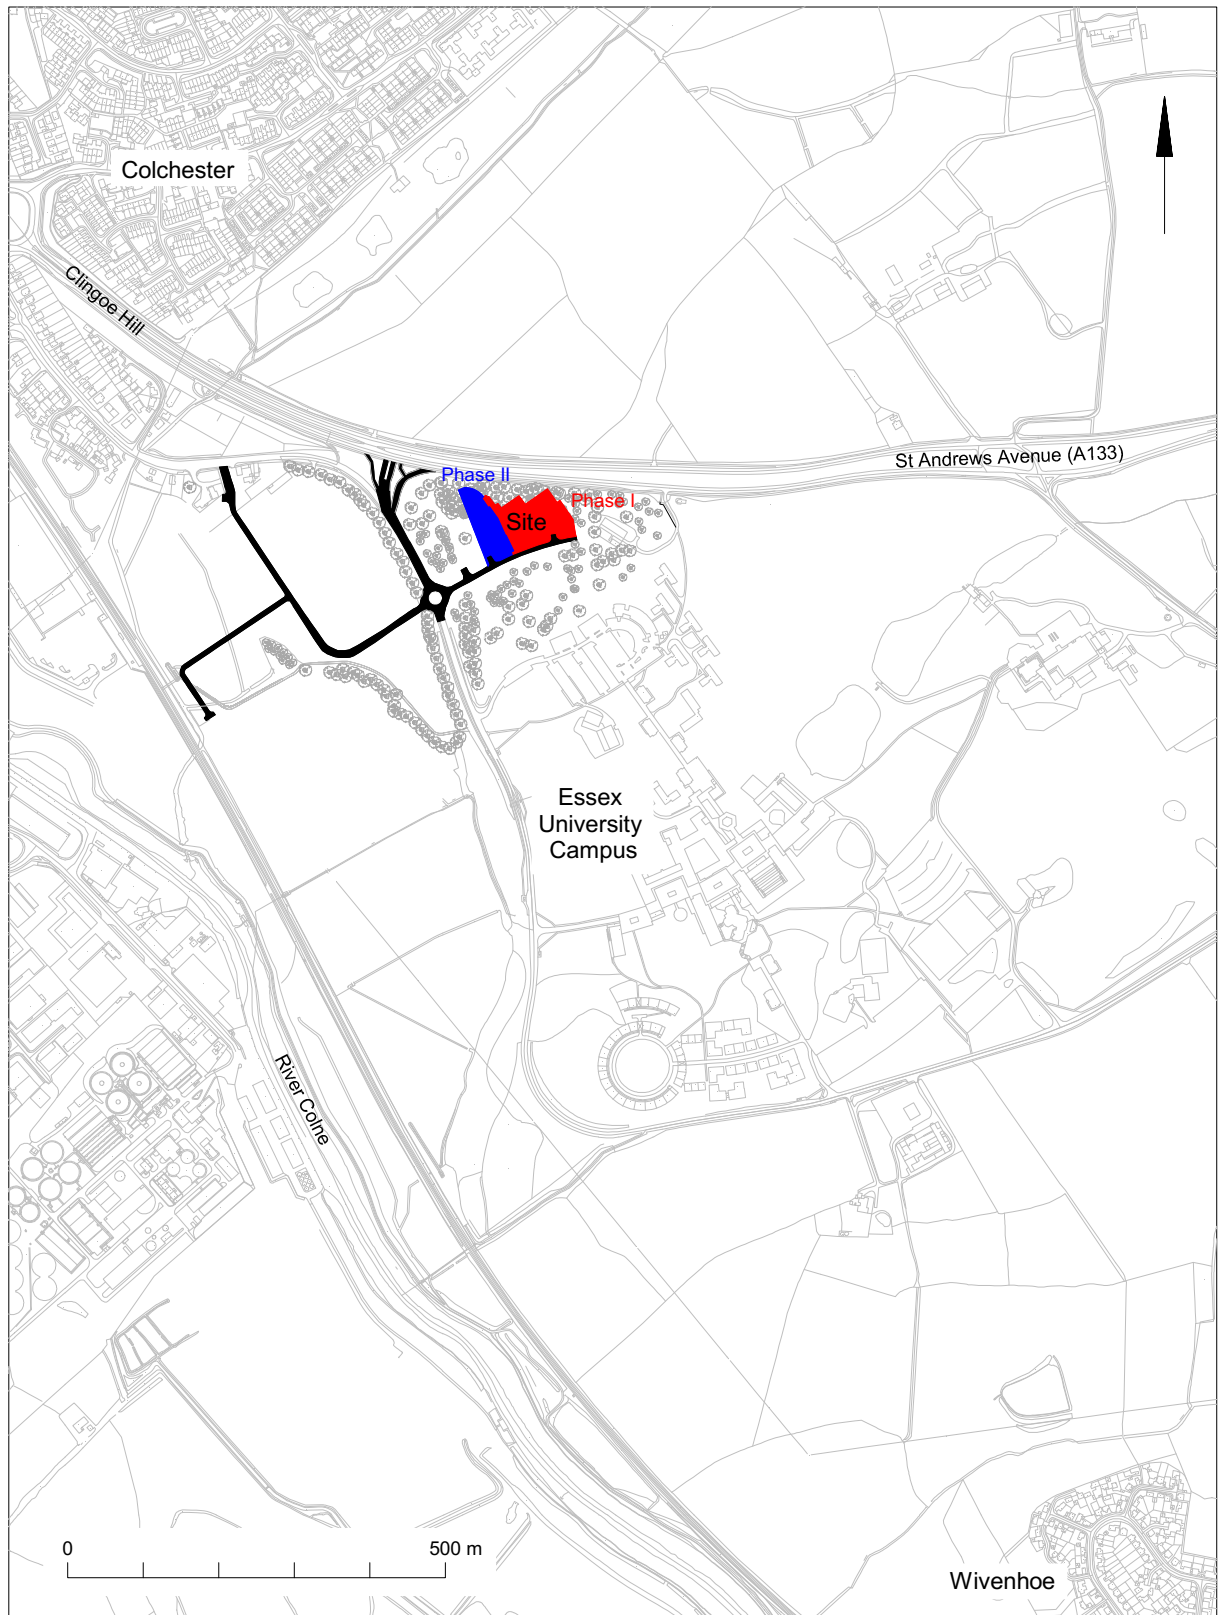 Colchester
Clingoe Hill
St Andrews Avenue (A133)
Phase II
Phase I
Site
Essex
University
Campus
River Colne
0
500 m
Wivenhoe